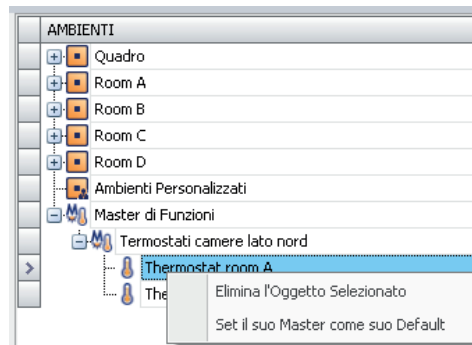 AMBIENTI
Quadro
Room A
Room B
Room C
Room D
Ambienti Personalizzati
Master di Funzioni
Termostati camere lato nord
Thermostat room A
Elimina l'Oggetto Selezionato
Set il suo Master come suo Default